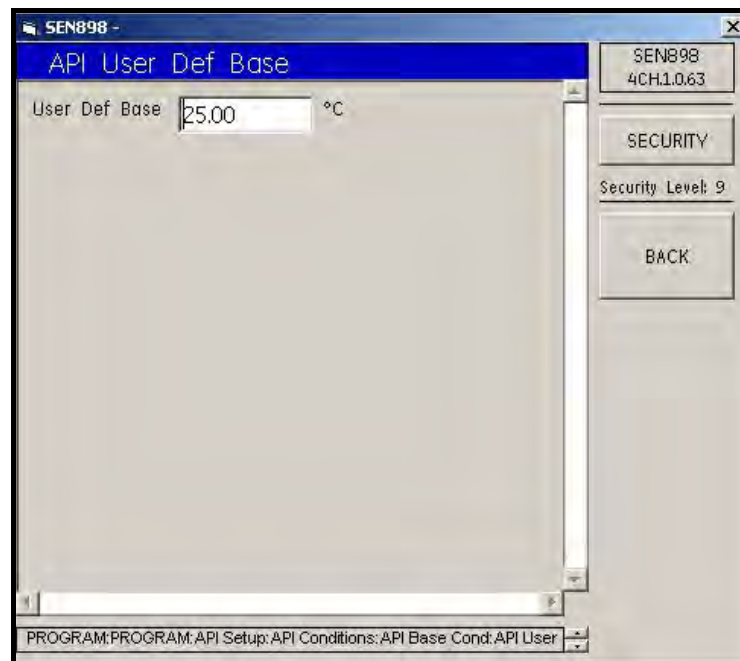 SEN898 -
API User Def Base
User Def Base 25.00 °C
SEN898
4CH.1.0.63
SECURITY
Security Level: 9
BACK
PROGRAM:PROGRAM:API Setup:API Conditions:API Base Cond:API User